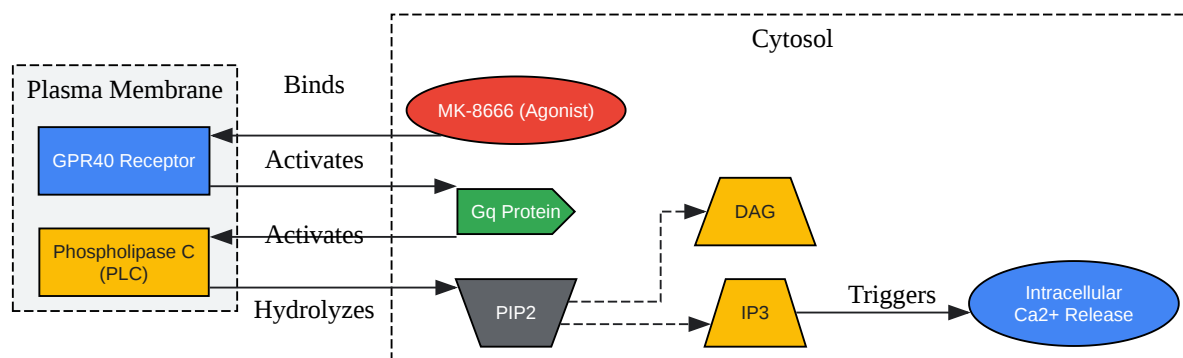 Cytosol
Plasma Membrane
Binds
MK-8666 (Agonist)
GPR40 Receptor
Activates
Gq Protein
DAG
Activates
Phospholipase C
(PLC)
Hydrolyzes
PIP2
IP3
Triggers
Intracellular
Ca2+ Release